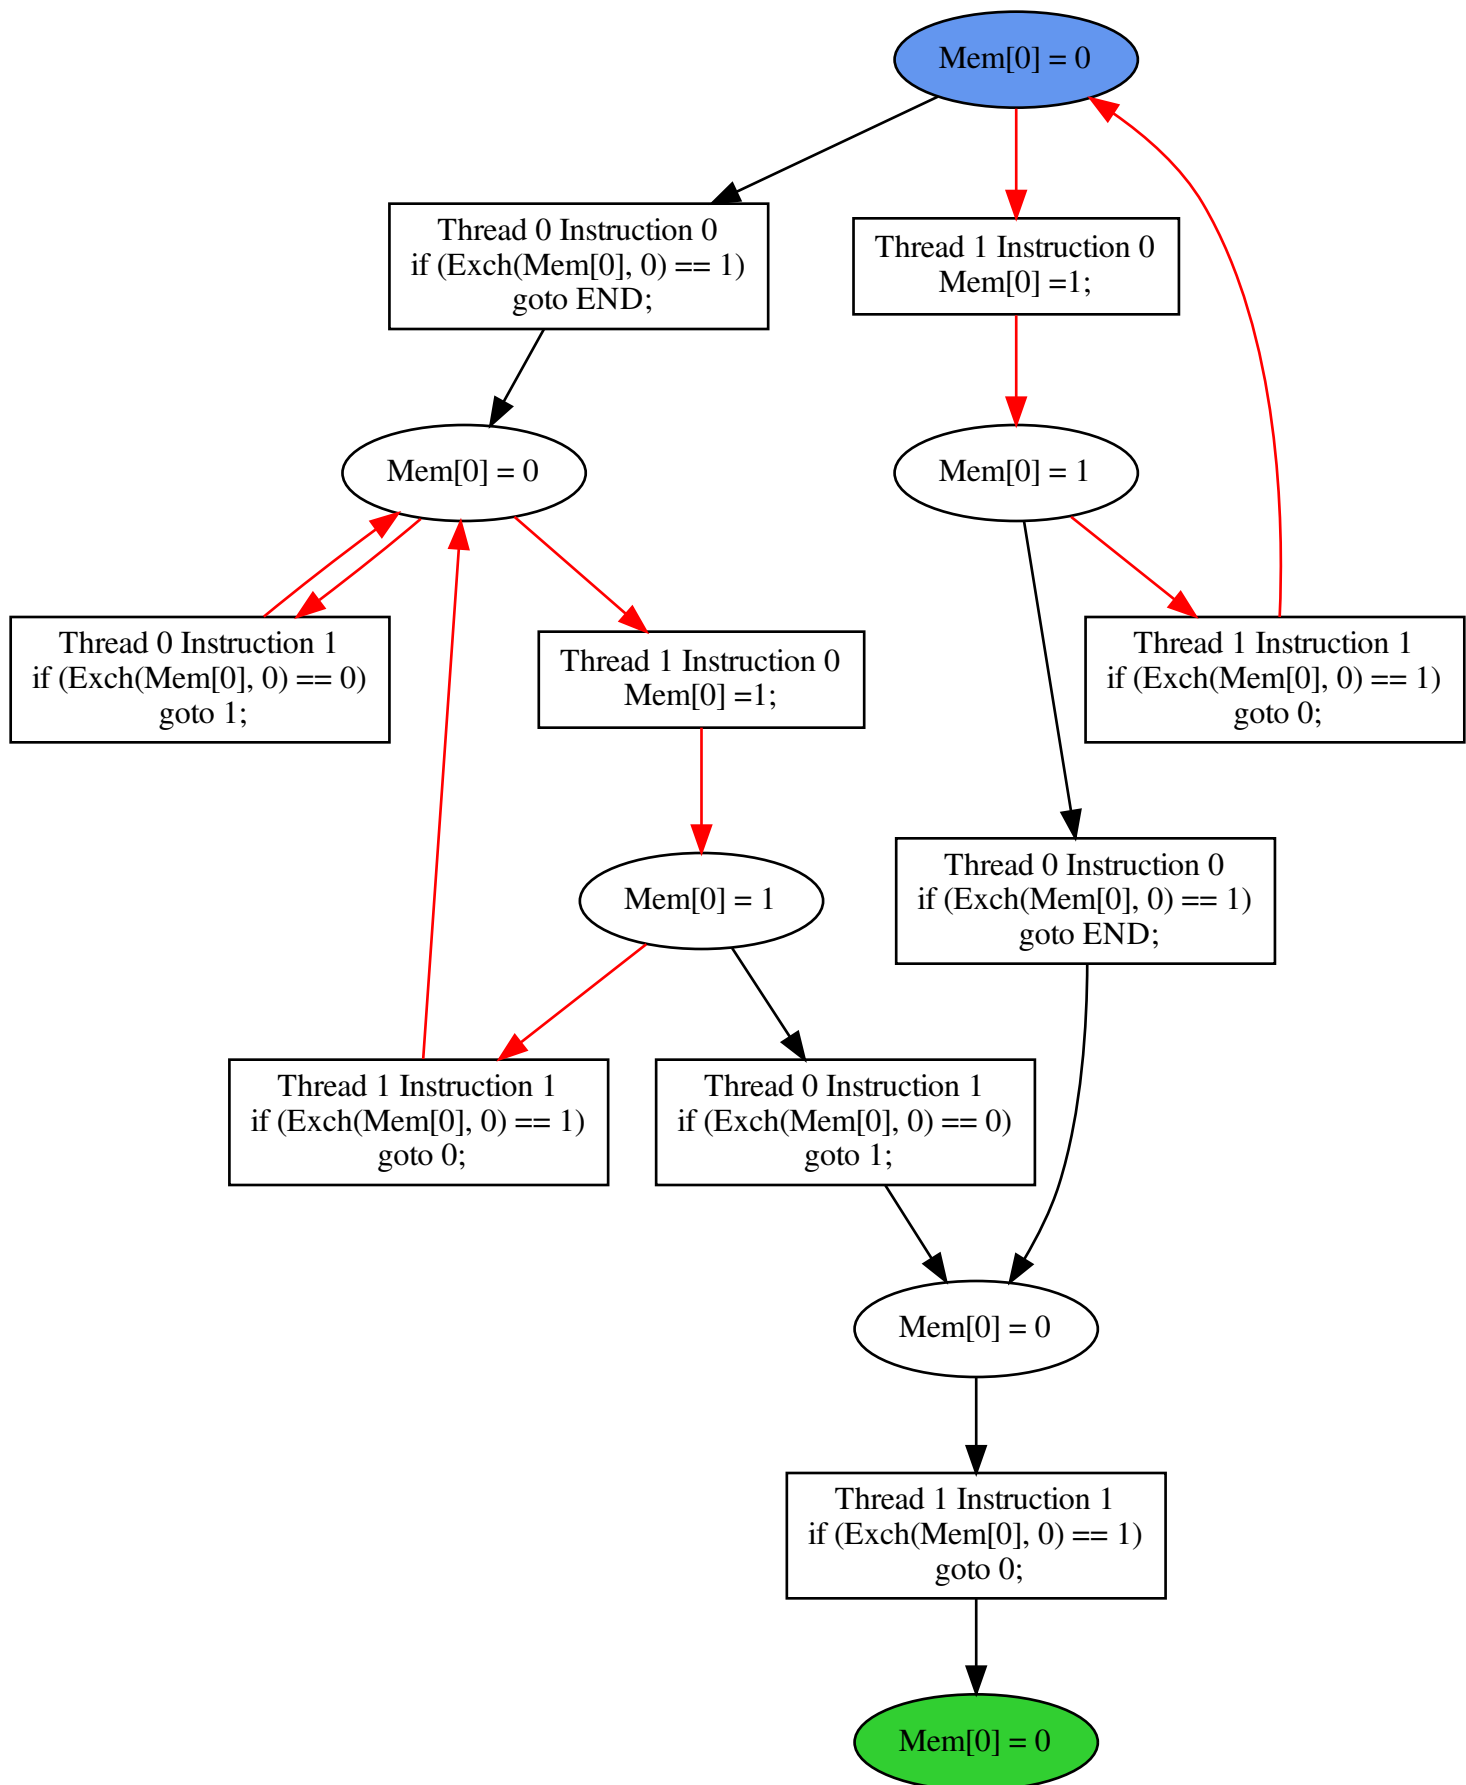 Mem[0] = 0
Thread 0 Instruction 0
if (Exch(Mem[0], 0) == 1)
goto END;
Thread 1 Instruction 0
Mem[0] =1;
Mem[0] = 0
Mem[0] = 1
Thread 0 Instruction 1
if (Exch(Mem[0], 0) == 0)
goto 1;
Thread 1 Instruction 0
Mem[0] =1;
Thread 1 Instruction 1
if (Exch(Mem[0], 0) == 1)
goto 0;
Mem[0] = 1
Thread 0 Instruction 0
if (Exch(Mem[0], 0) == 1)
goto END;
Thread 1 Instruction 1
if (Exch(Mem[0], 0) == 1)
goto 0;
Thread 0 Instruction 1
if (Exch(Mem[0], 0) == 0)
goto 1;
Mem[0] = 0
Thread 1 Instruction 1
if (Exch(Mem[0], 0) == 1)
goto 0;
Mem[0] = 0